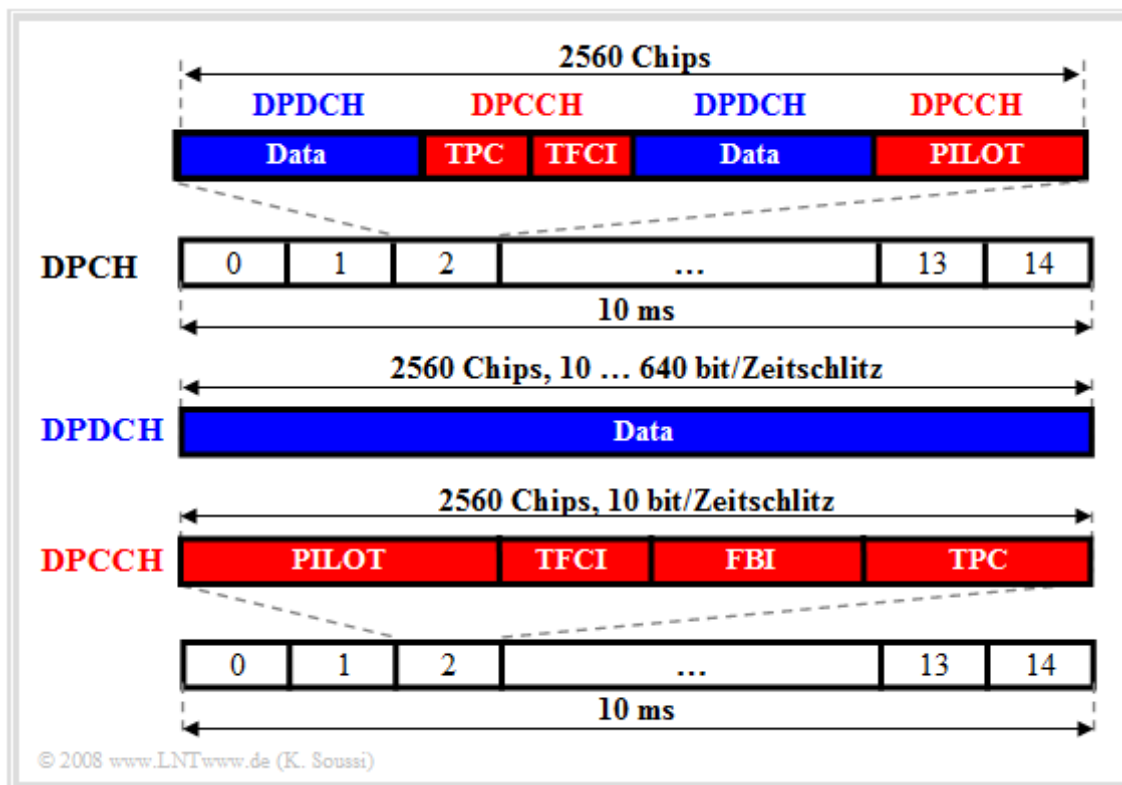 2560 Chips
DPDCH DPCCH DPDCH DPCCH
Data TPC TFCI Data PILOT
DPCH 0 1 2 ... 13 14
10 ms
2560 Chips, 10 ... 640 bit/Zeitschlitz
DPDCH Data
2560 Chips, 10 bit/Zeitschlitz
DPCCH PILOT TFCI FBI TPC
0 1 2 ... 13 14
10 ms
© 2008 www.LNTwww.de (K. Soussi)